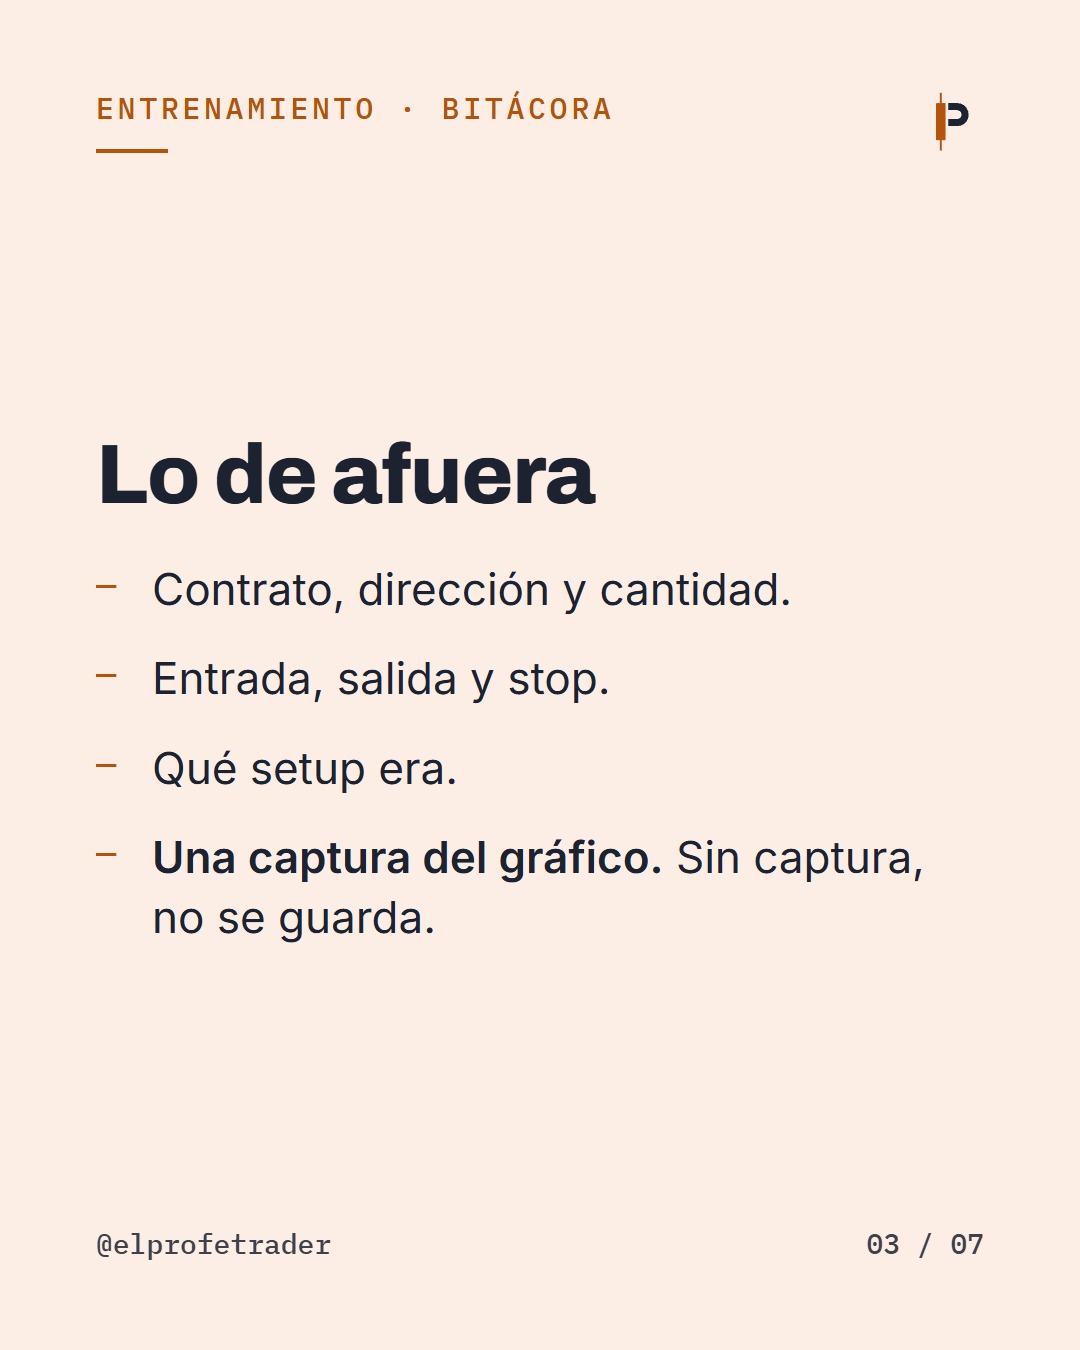 ENTRENAMIENTO · BITÁCORA
Lo de afuera
– Contrato, dirección y cantidad.
– Entrada, salida y stop.
– Qué setup era.
– Una captura del gráfico. Sin captura,
no se guarda.
@elprofetrader
03 / 07